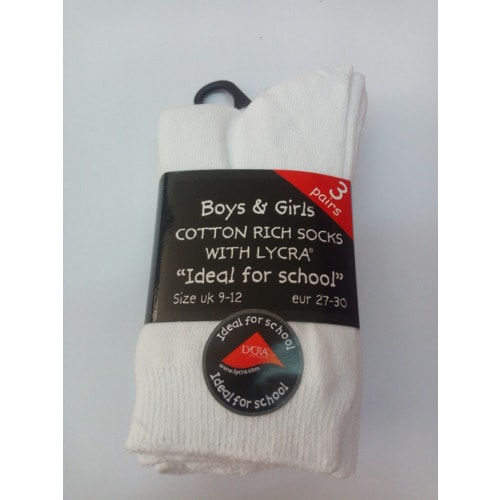 3
pairs
Boys & Girls
COTTON RICH SOCKS
WITH LYCRA®
"Ideal for school"
Size uk 9-12 eur 27-30
Ideal for school
LYCRA
www.lycra.com
Ideal for school